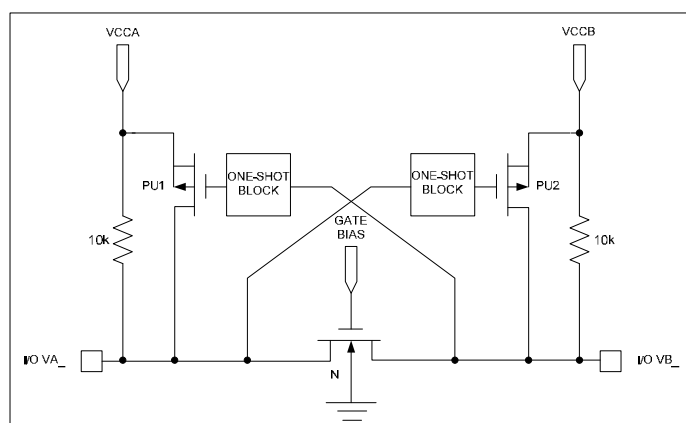 VCCA
VCCB
PU1
ONE-SHOT
BLOCK
ONE-SHOT
BLOCK
PU2
GATE
BIAS
10k
10k
I/O VA_
N
I/O VB_